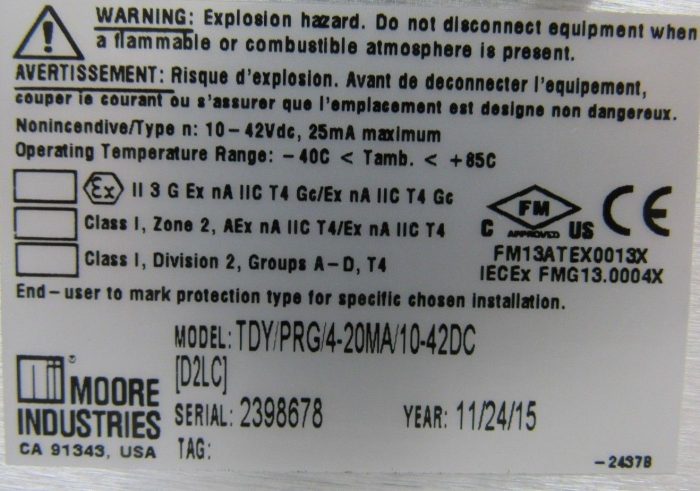 WARNING: Explosion hazard. Do not disconnect equipment when
a flammable or combustible atmosphere is present.
AVERTISSEMENT: Risque d'explosion. Avant de deconnecter l'equipement,
couper le courant ou s'assurer que l'emplacement est designe non dangereux.
Nonincendive/Type n: 10-42Vdc, 25mA maximum
Operating Temperature Range: -40C < Tamb. < +85C
Ex II 3 G Ex nA IIC T4 Gc/Ex nA IIC T4 Gc
Class I, Zone 2, AEx nA IIC T4/Ex nA IIC T4
Class I, Division 2, Groups A-D, T4
FM
C APPROVED US
CE
FM13ATEX0013X
IECEx FMG13.0004X
End-user to mark protection type for specific chosen installation.
MODEL: TDY/PRG/4-20MA/10-42DC
[D2LC]
SERIAL: 2398678 YEAR: 11/24/15
TAG:
MOORE
INDUSTRIES
CA 91343, USA
-2437B